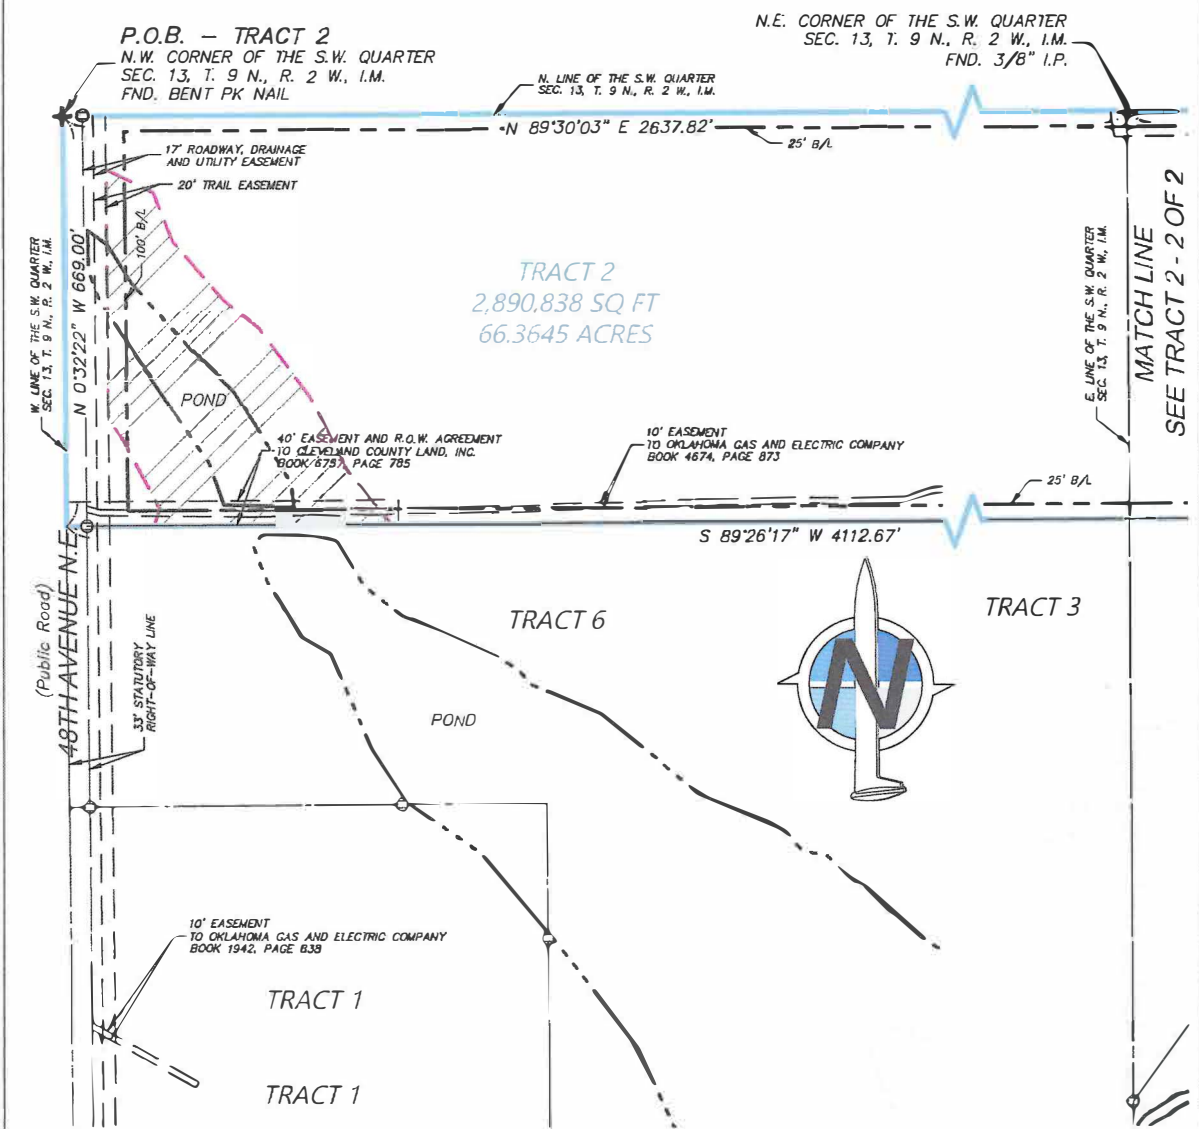 P.O.B. – TRACT 2
N.W. CORNER OF THE S.W. QUARTER
SEC. 13, T. 9 N., R. 2 W., I.M.
FND. BENT PK NAIL
N.E. CORNER OF THE S.W. QUARTER
SEC. 13, T. 9 N., R. 2 W., I.M.
FND. 3/8" I.P.
N. LINE OF THE S.W. QUARTER
SEC. 13, T. 9 N., R. 2 W., I.M.
N 89°30'03" E 2637.82'
25' B/L
17' ROADWAY, DRAINAGE
AND UTILITY EASEMENT
20' TRAIL EASEMENT
100' B/L
W. LINE OF THE S.W. QUARTER
SEC. 13, T. 9 N., R. 2 W., I.M.
N 0°32'22" W 669.00'
TRACT 2
2,890,838 SQ FT
66.3645 ACRES
E. LINE OF THE S.W. QUARTER
SEC. 13, T. 9 N., R. 2 W., I.M.
MATCH LINE
SEE TRACT 2 - 2 OF 2
POND
40' EASEMENT AND R.O.W. AGREEMENT
TO CLEVELAND COUNTY LAND, INC.
BOOK 6757, PAGE 785
10' EASEMENT
TO OKLAHOMA GAS AND ELECTRIC COMPANY
BOOK 4674, PAGE 873
25' B/L
S 89°26'17" W 4112.67'
(Public Road)
48TH AVENUE N.E.
33' STATUTORY
RIGHT-OF-WAY LINE
TRACT 6
TRACT 3
N
POND
10' EASEMENT
TO OKLAHOMA GAS AND ELECTRIC COMPANY
BOOK 1942, PAGE 838
TRACT 1
TRACT 1